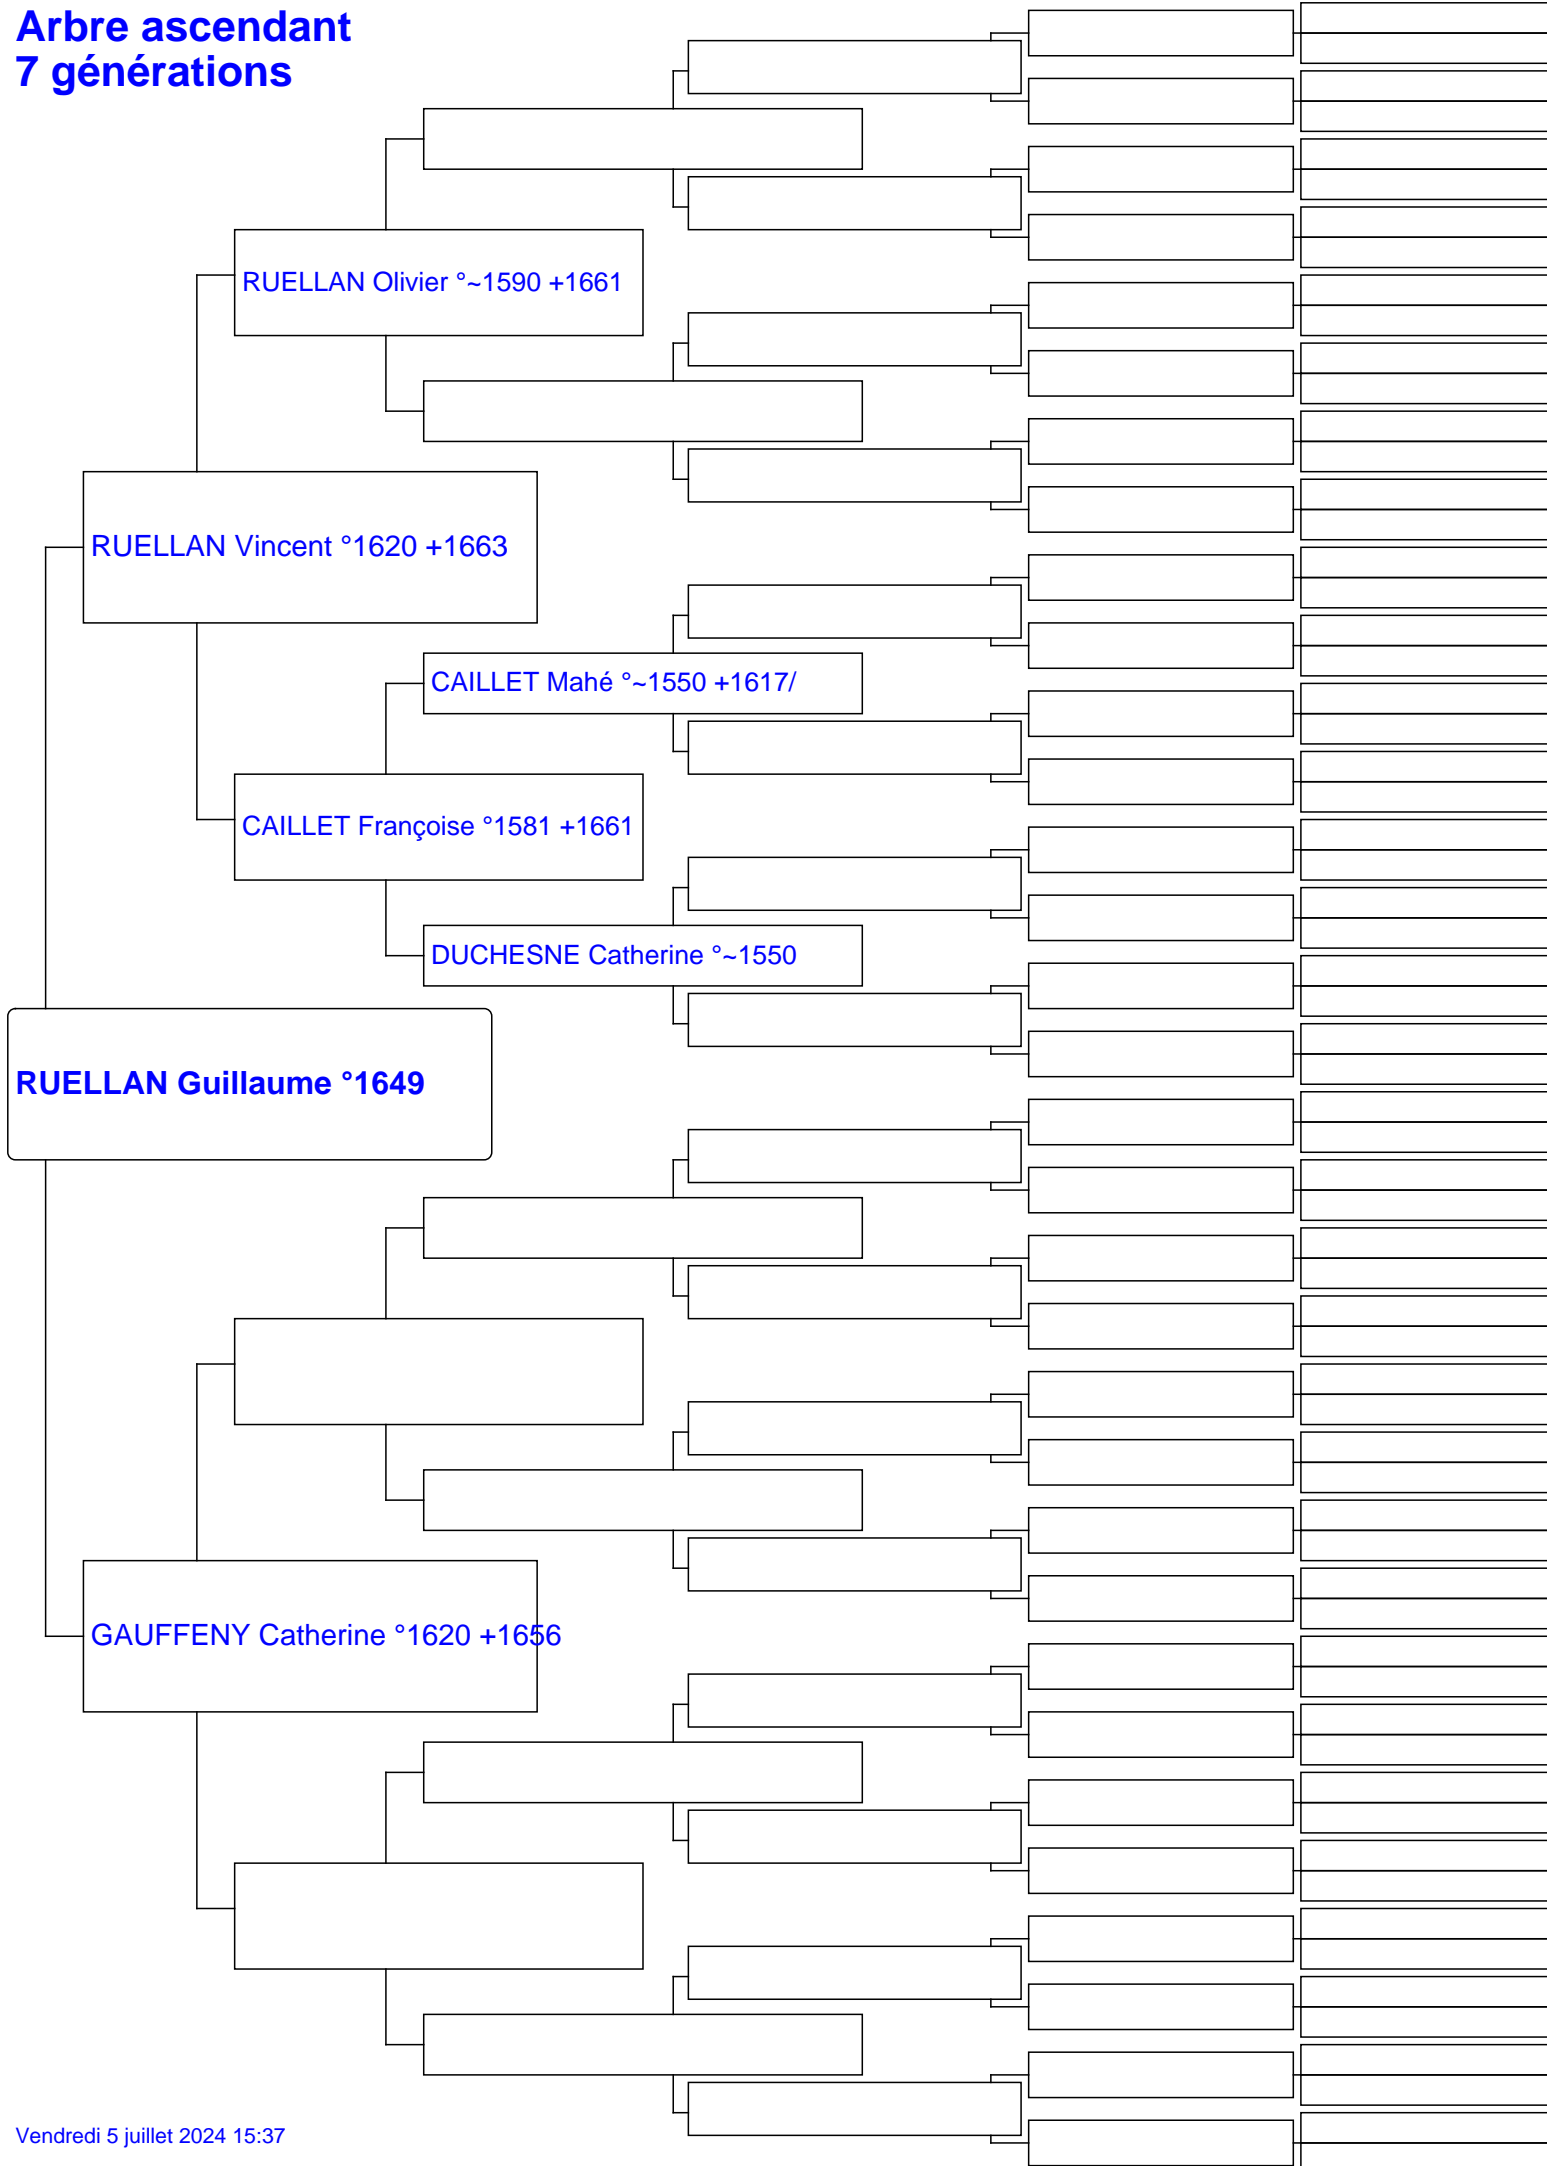 Arbre ascendant
7 générations
RUELLAN Olivier °~1590 +1661
RUELLAN Vincent °1620 +1663
CAILLET Mahé °~1550 +1617/
CAILLET Françoise °1581 +1661
DUCHESNE Catherine °~1550
RUELLAN Guillaume °1649
GAUFFENY Catherine °1620 +1656
Vendredi 5 juillet 2024 15:37